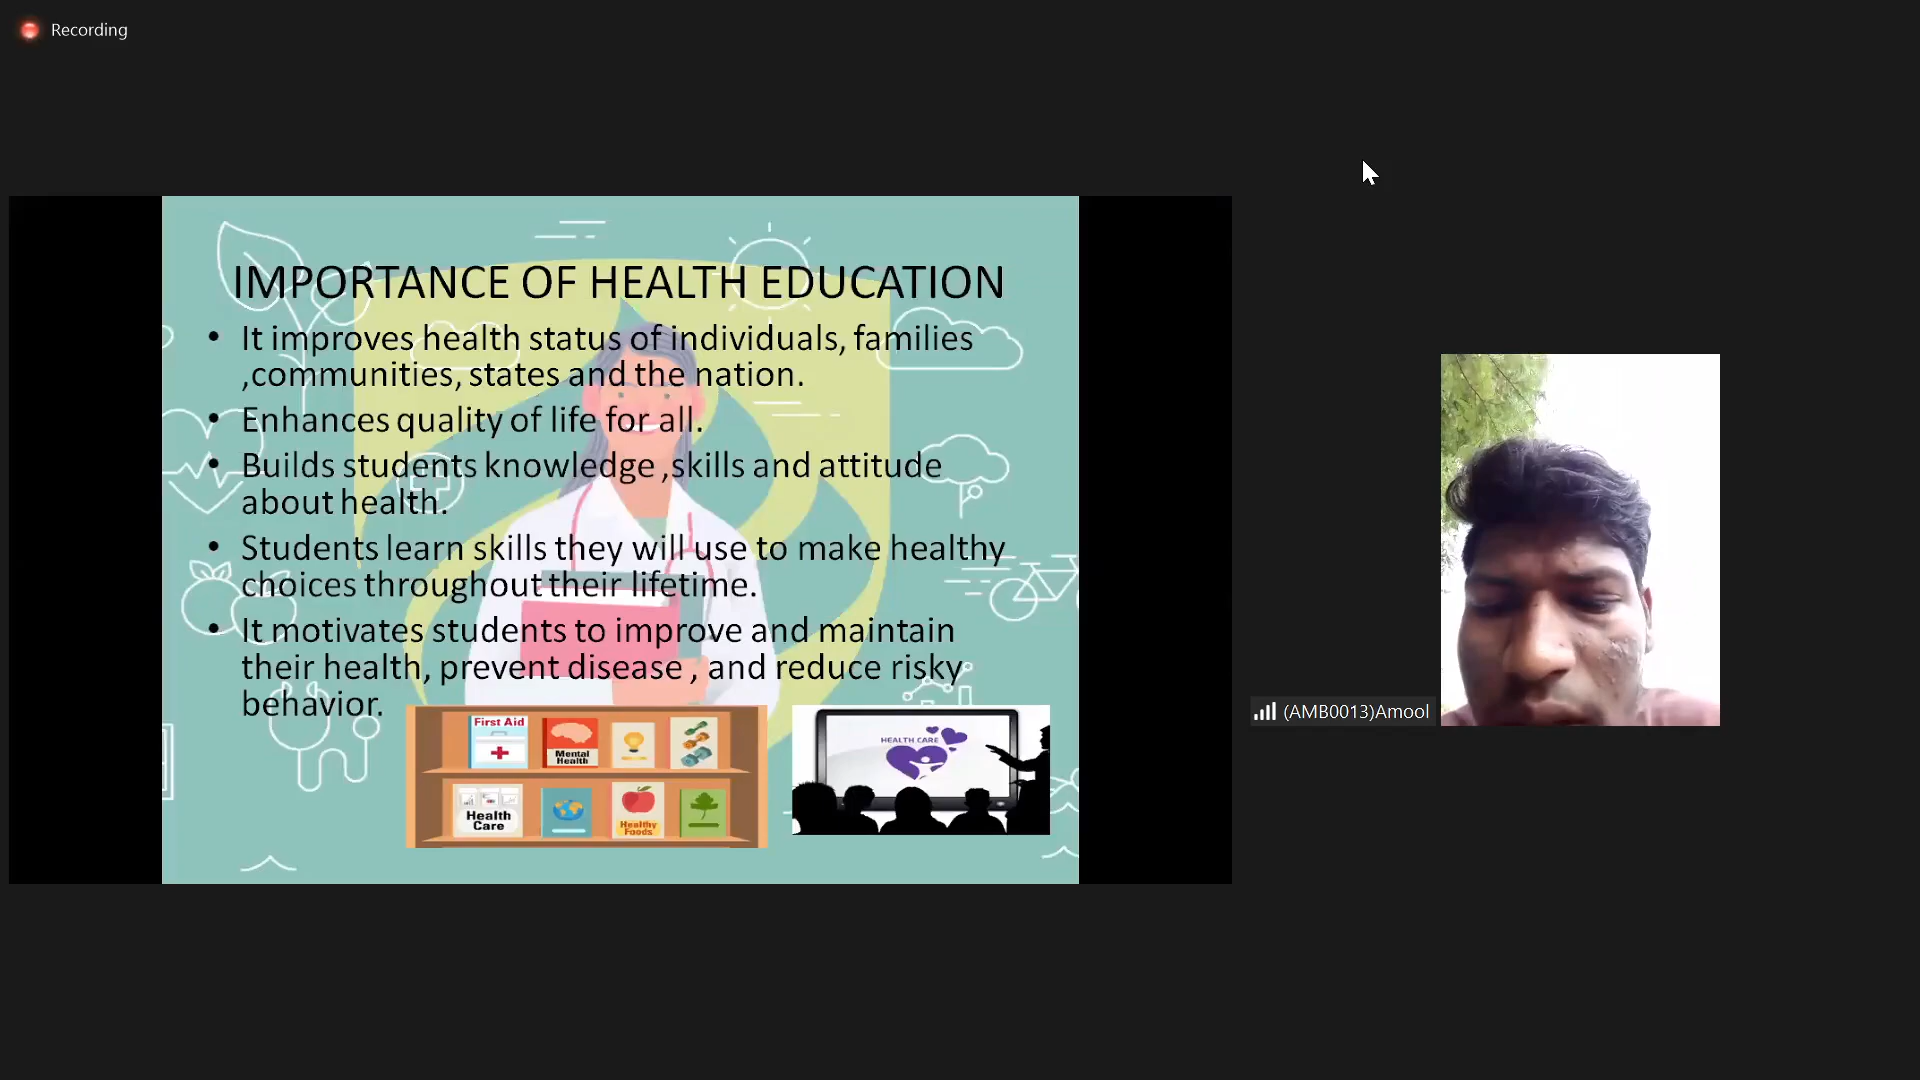 Recording
IMPORTANCE OF HEALTH EDUCATION
• It improves health status of individuals, families
,communities, states and the nation.
• Enhances quality of life for all.
• Builds students knowledge ,skills and attitude
about health.
• Students learn skills they will use to make healthy
choices throughout their lifetime.
• It motivates students to improve and maintain
their health, prevent disease , and reduce risky
behavior.
First Aid
Mental
Health
Health
Care
Healthy
Foods
HEALTH CARE
(AMB0013)Amool